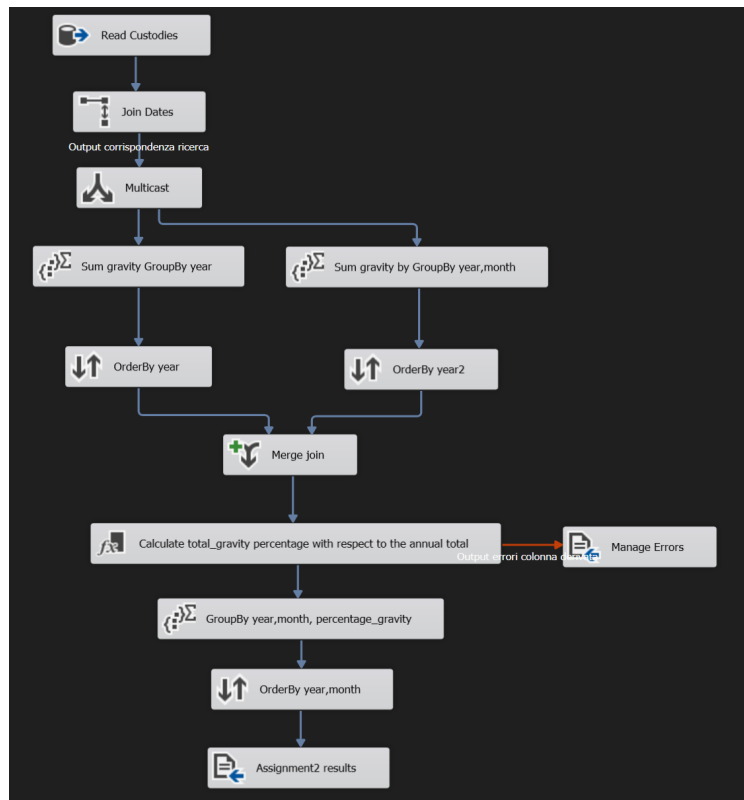 Read Custodies
Join Dates
Output corrispondenza ricerca
Multicast
Sum gravity GroupBy year
Sum gravity by GroupBy year,month
OrderBy year
OrderBy year2
Merge join
Calculate total_gravity percentage with respect to the annual total
Output errori colonna
Manage Errors
GroupBy year,month, percentage_gravity
OrderBy year,month
Assignment2 results